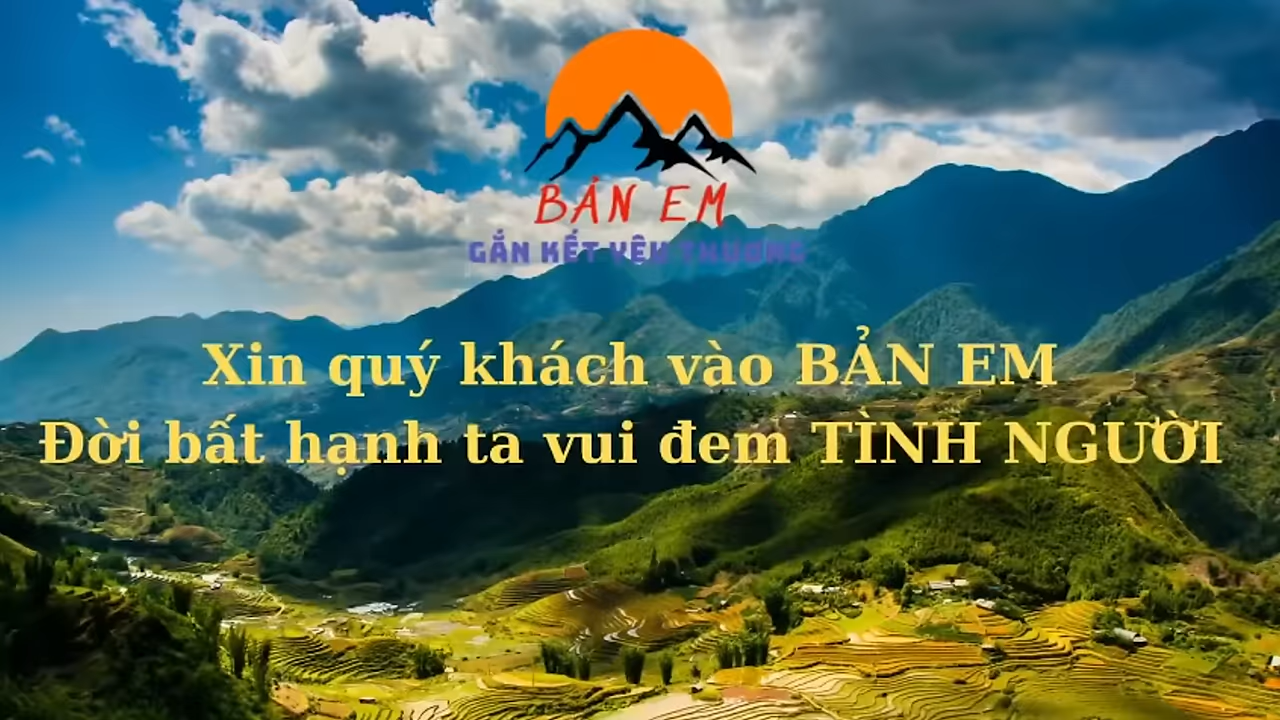 BẢN EM
GẮN KẾT YÊU THƯƠNG
Xin quý khách vào BẢN EM
Đời bất hạnh ta vui đem TÌNH NGƯỜI